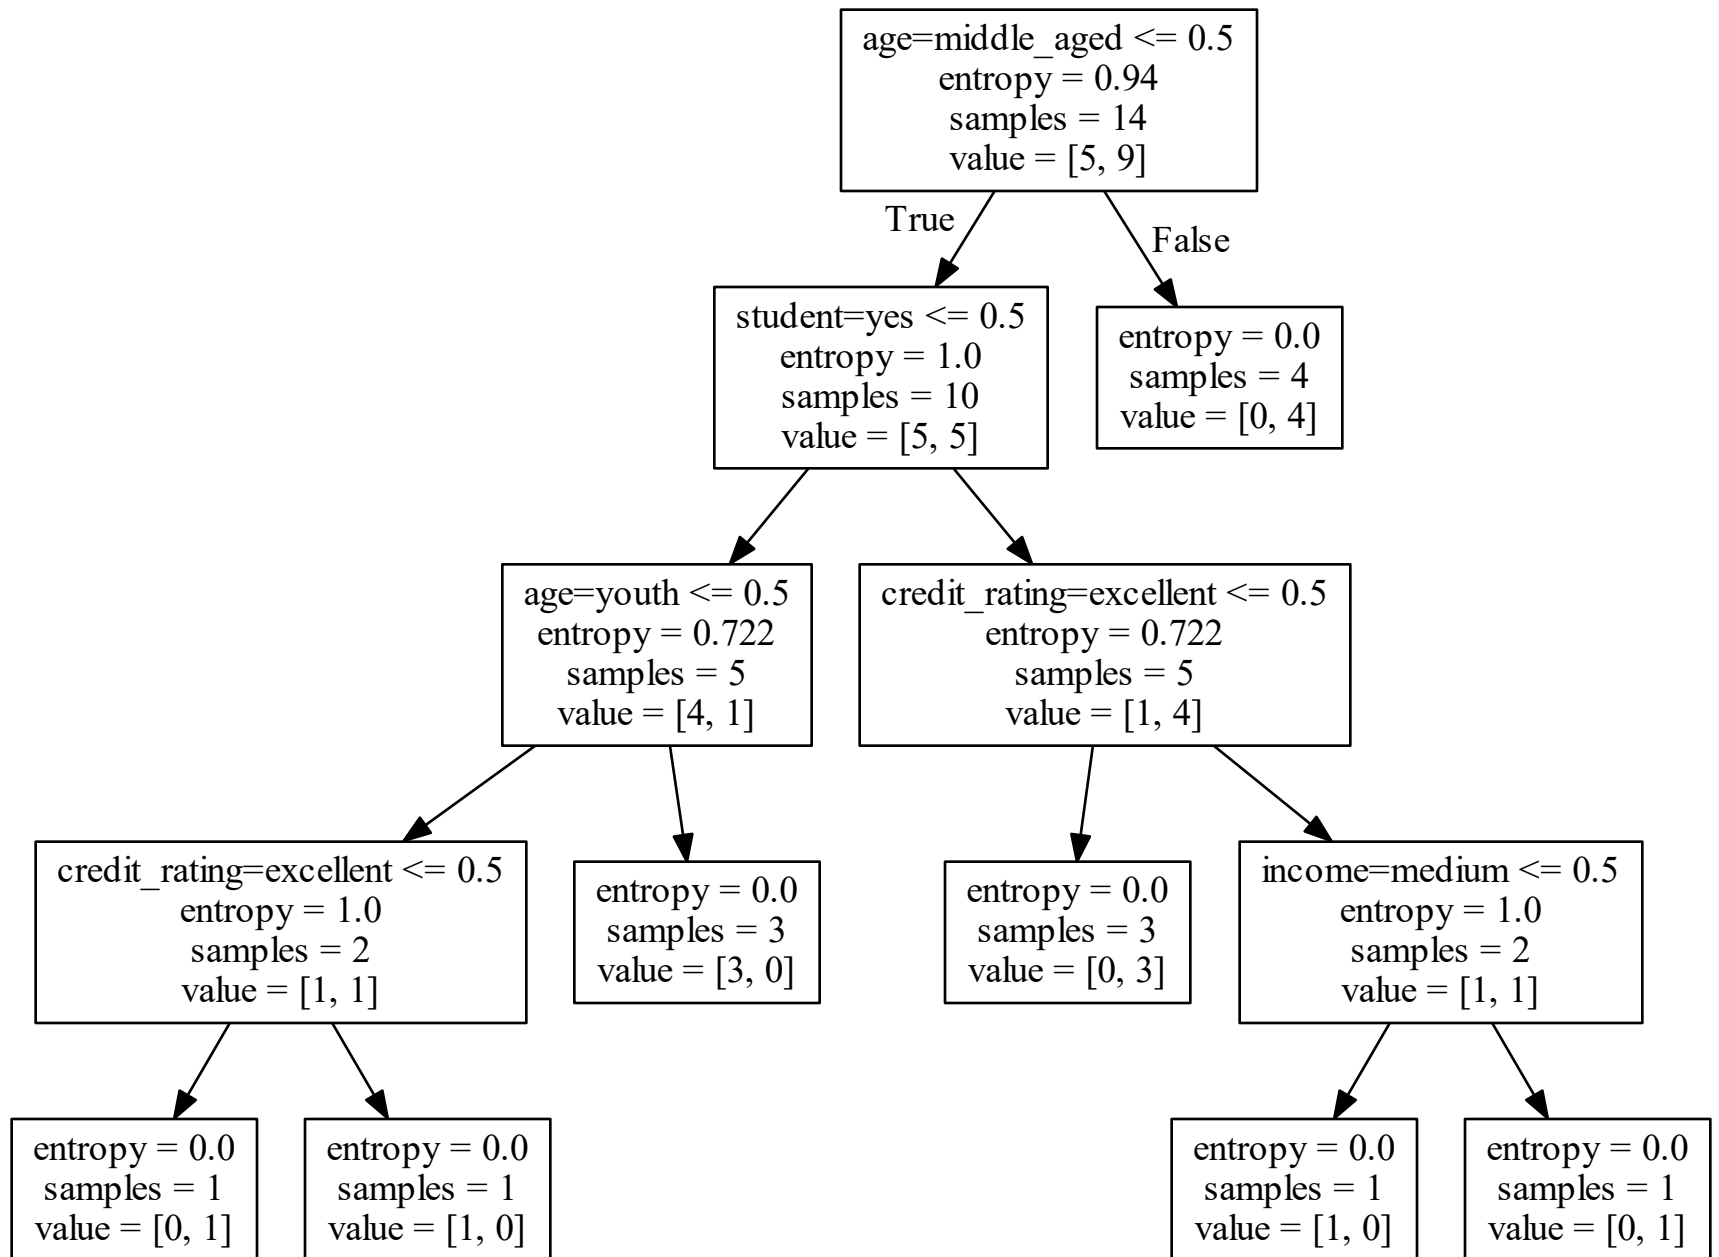 age=middle_aged <= 0.5
entropy = 0.94
samples = 14
value = [5, 9]
True
False
student=yes <= 0.5
entropy = 1.0
samples = 10
value = [5, 5]
entropy = 0.0
samples = 4
value = [0, 4]
age=youth <= 0.5
entropy = 0.722
samples = 5
value = [4, 1]
credit_rating=excellent <= 0.5
entropy = 0.722
samples = 5
value = [1, 4]
credit_rating=excellent <= 0.5
entropy = 1.0
samples = 2
value = [1, 1]
entropy = 0.0
samples = 3
value = [3, 0]
entropy = 0.0
samples = 3
value = [0, 3]
income=medium <= 0.5
entropy = 1.0
samples = 2
value = [1, 1]
entropy = 0.0
samples = 1
value = [0, 1]
entropy = 0.0
samples = 1
value = [1, 0]
entropy = 0.0
samples = 1
value = [1, 0]
entropy = 0.0
samples = 1
value = [0, 1]